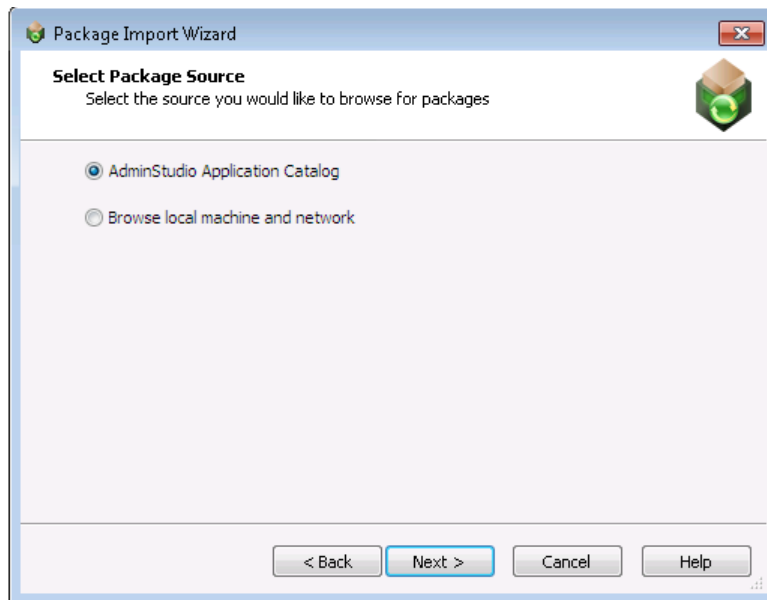 Package Import Wizard
Select Package Source
Select the source you would like to browse for packages
AdminStudio Application Catalog
Browse local machine and network
< Back Next > Cancel Help